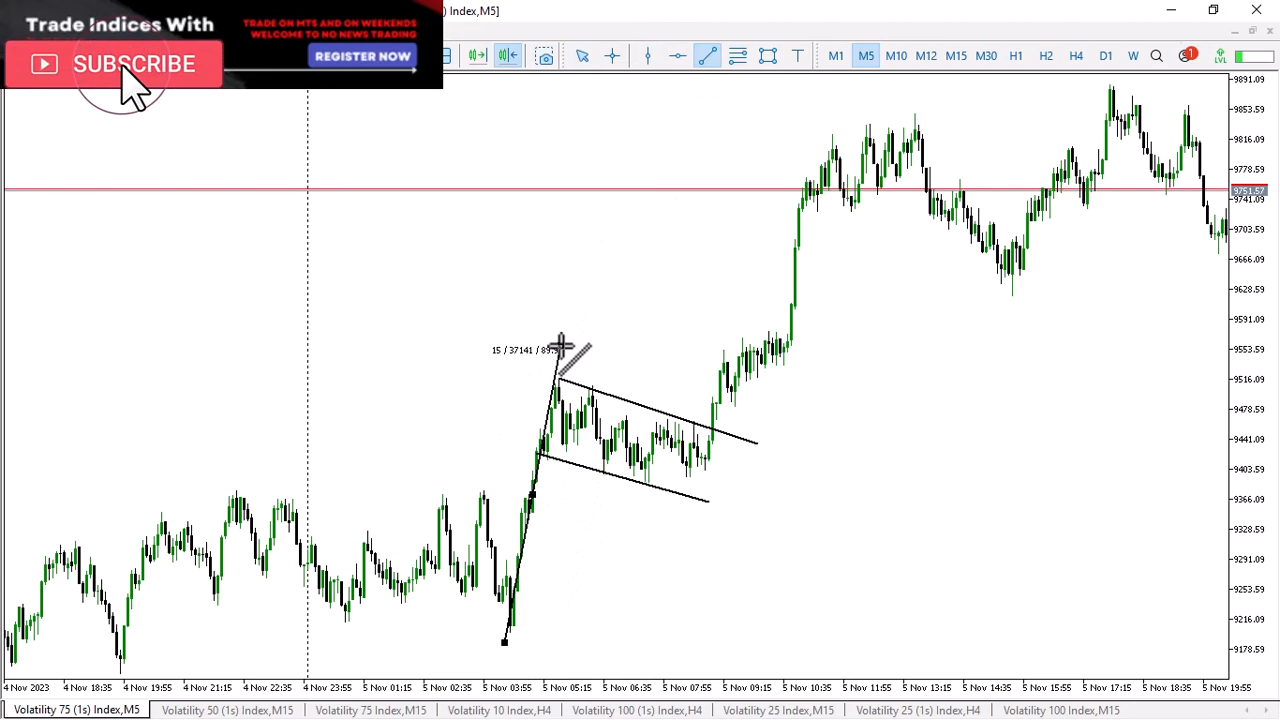 Trade Indices With
TRADE ON MT5 AND ON WEEKENDS
WELCOME TO NO NEWS TRADING
SUBSCRIBE
REGISTER NOW
) Index,M5]
T
M1 M5 M10 M12 M15 M30 H1 H2 H4 D1 W1
1
LVL
9891.09
9853.59
9816.09
9778.59
9751.57
9741.09
9703.59
9666.09
9628.59
9591.09
9553.59
9516.09
9478.59
9441.09
9403.59
9366.09
9328.59
9291.09
9253.59
9216.09
9178.59
15 / 37141 / 89.
4 Nov 2023 4 Nov 18:35 4 Nov 19:55 4 Nov 21:15 4 Nov 22:35 4 Nov 23:55 5 Nov 01:15 5 Nov 02:35 5 Nov 03:55 5 Nov 05:15 5 Nov 06:35 5 Nov 07:55 5 Nov 09:15 5 Nov 10:35 5 Nov 11:55 5 Nov 13:15 5 Nov 14:35 5 Nov 15:55 5 Nov 17:15 5 Nov 18:35 5 Nov 19:55
Volatility 75 (1s) Index,M5 Volatility 50 (1s) Index,M15 Volatility 75 Index,M15 Volatility 10 Index,H4 Volatility 100 (1s) Index,H4 Volatility 25 Index,M15 Volatility 25 (1s) Index,H4 Volatility 100 Index,M15